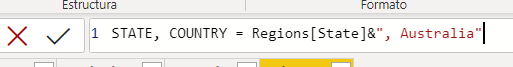 Estructura Formato
1 STATE, COUNTRY = Regions[State]&", Australia"